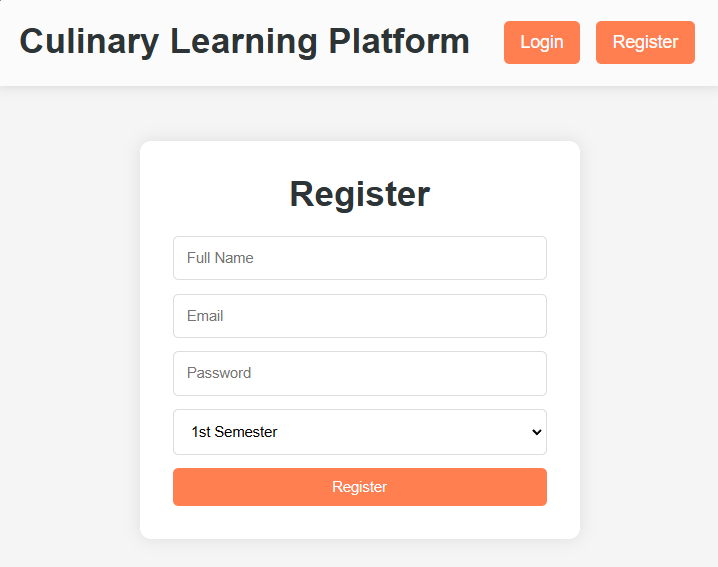 Culinary Learning Platform Login Register
Register
Full Name
Email
Password
1st Semester
Register